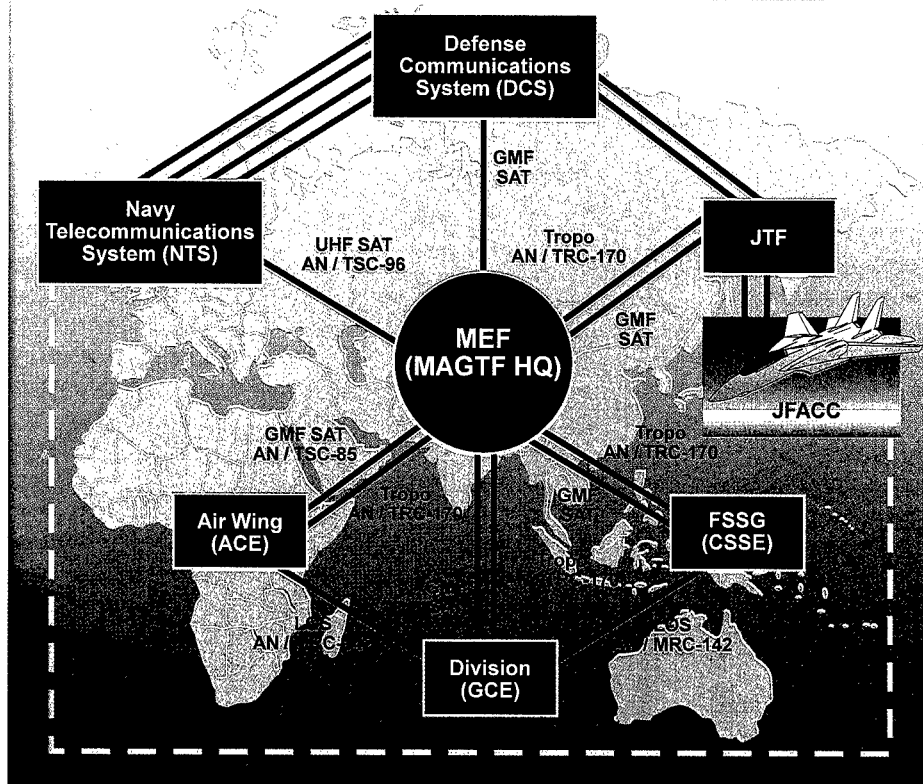 Defense
Communications
System (DCS)
GMF
SAT
Navy
Telecommunications
System (NTS)
UHF SAT
AN / TSC-96
Tropo
AN / TRC-170
JTF
MEF
(MAGTF HQ)
GMF
SAT
JFACC
GMF SAT
AN / TSC-85
Tropo
AN / TRC-170
Tropo
AN / TRC-170
GMF
SAT
Air Wing
(ACE)
FSSG
(CSSE)
AN /
LOS
/ MRC-142
Division
(GCE)